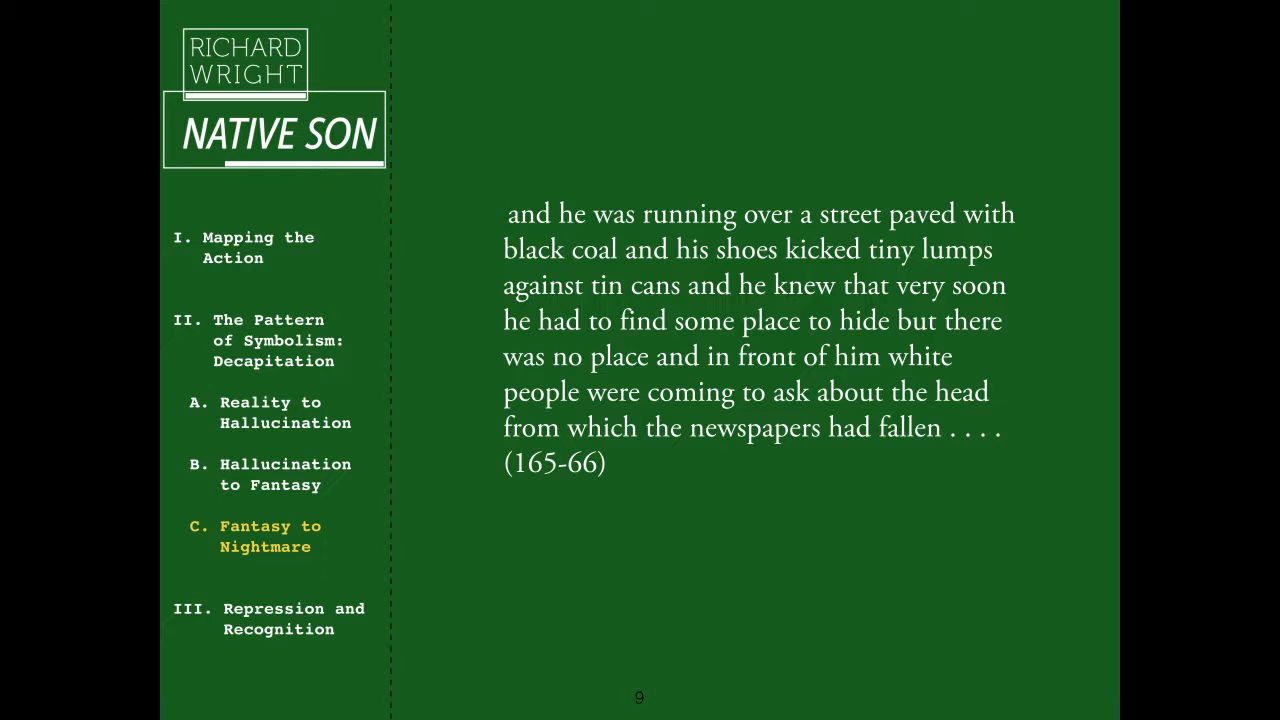 RICHARD
WRIGHT
NATIVE SON
I. Mapping the
Action
II. The Pattern
of Symbolism:
Decapitation
A. Reality to
Hallucination
B. Hallucination
to Fantasy
C. Fantasy to
Nightmare
III. Repression and
Recognition
and he was running over a street paved with
black coal and his shoes kicked tiny lumps
against tin cans and he knew that very soon
he had to find some place to hide but there
was no place and in front of him white
people were coming to ask about the head
from which the newspapers had fallen . . . .
(165-66)
9